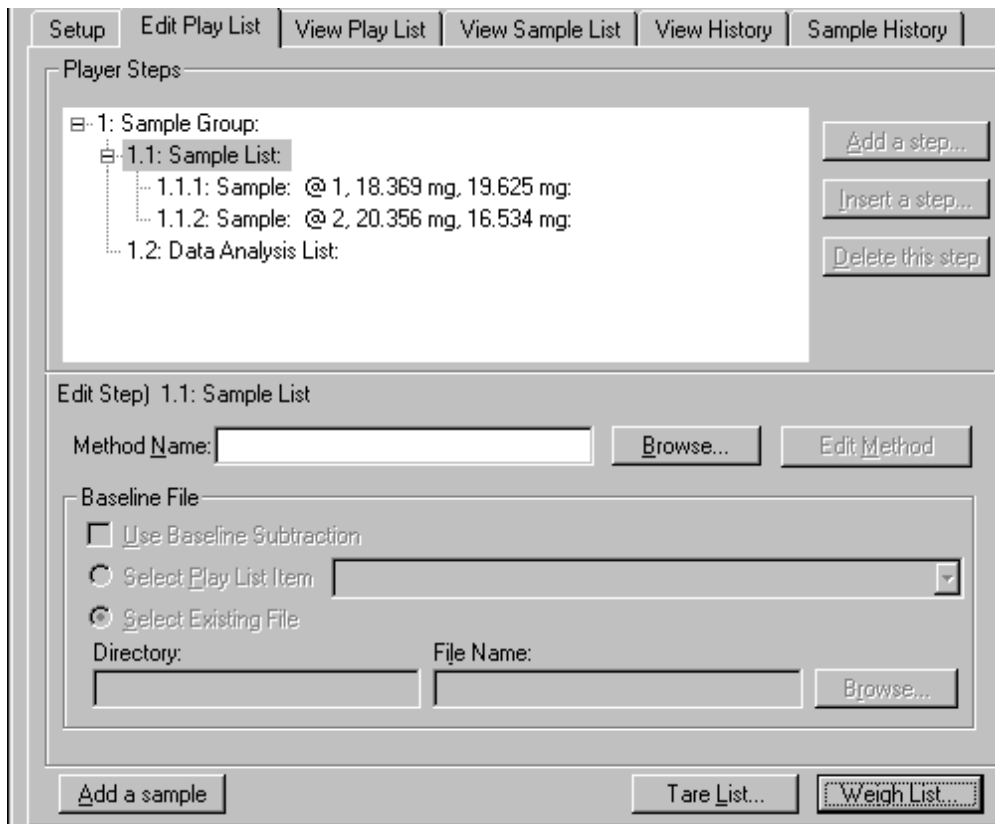 Setup Edit Play List View Play List View Sample List View History Sample History
Player Steps
1: Sample Group:
1.1: Sample List:
1.1.1: Sample: @ 1, 18.369 mg, 19.625 mg:
1.1.2: Sample: @ 2, 20.356 mg, 16.534 mg:
1.2: Data Analysis List:
Add a step...
Insert a step...
Delete this step
Edit Step) 1.1: Sample List
Method Name: Browse... Edit Method
Baseline File
Use Baseline Subtraction
Select Play List Item
Select Existing File
Directory: File Name:
Browse...
Add a sample Tare List... Weigh List...